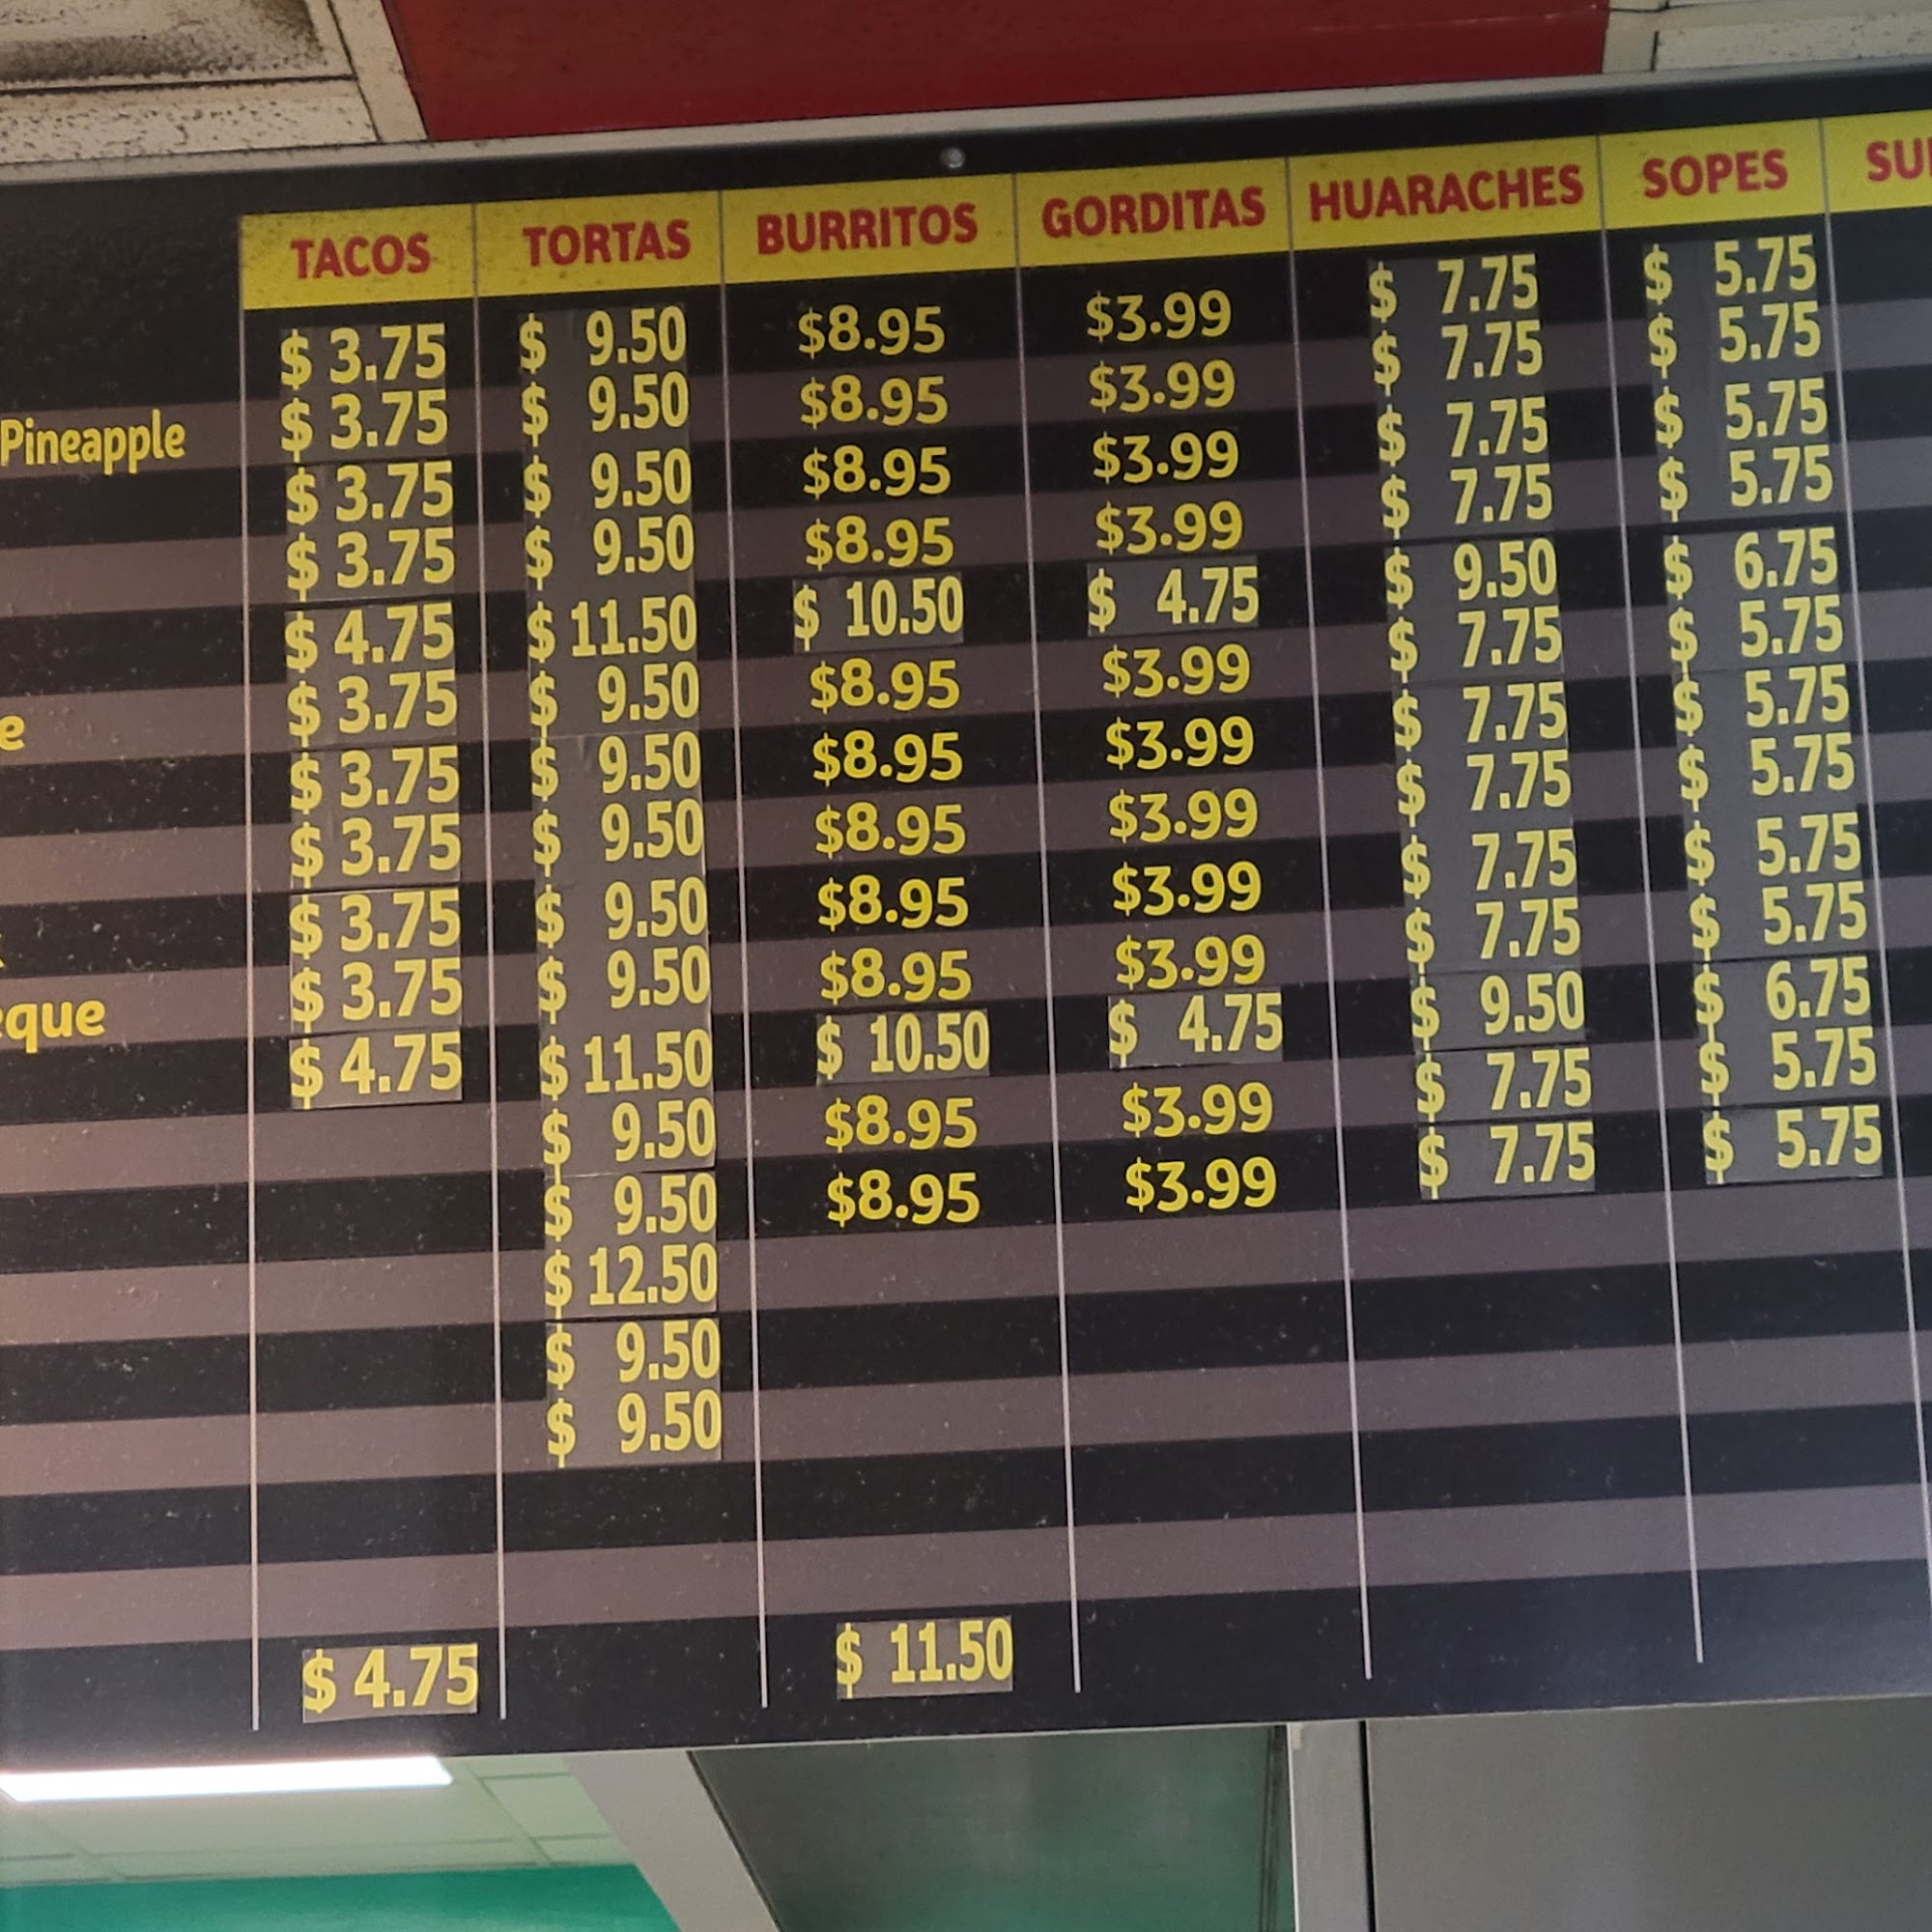 TACOS TORTAS BURRITOS GORDITAS HUARACHES SOPES SU
$ 3.75 $ 9.50 $8.95 $3.99 $ 7.75 $ 5.75
Pineapple $ 3.75 $ 9.50 $8.95 $3.99 $ 7.75 $ 5.75
$ 3.75 $ 9.50 $8.95 $3.99 $ 7.75 $ 5.75
$ 3.75 $ 9.50 $8.95 $3.99 $ 7.75 $ 5.75
$ 4.75 $ 11.50 $ 10.50 $ 4.75 $ 9.50 $ 6.75
e $ 3.75 $ 9.50 $8.95 $3.99 $ 7.75 $ 5.75
$ 3.75 $ 9.50 $8.95 $3.99 $ 7.75 $ 5.75
$ 3.75 $ 9.50 $8.95 $3.99 $ 7.75 $ 5.75
$ 3.75 $ 9.50 $8.95 $3.99 $ 7.75 $ 5.75
eque $ 3.75 $ 9.50 $8.95 $3.99 $ 7.75 $ 5.75
$ 4.75 $ 11.50 $ 10.50 $ 4.75 $ 9.50 $ 6.75
$ 9.50 $8.95 $3.99 $ 7.75 $ 5.75
$ 9.50 $8.95 $3.99 $ 7.75 $ 5.75
$ 12.50
$ 9.50
$ 9.50
$ 4.75 $ 11.50